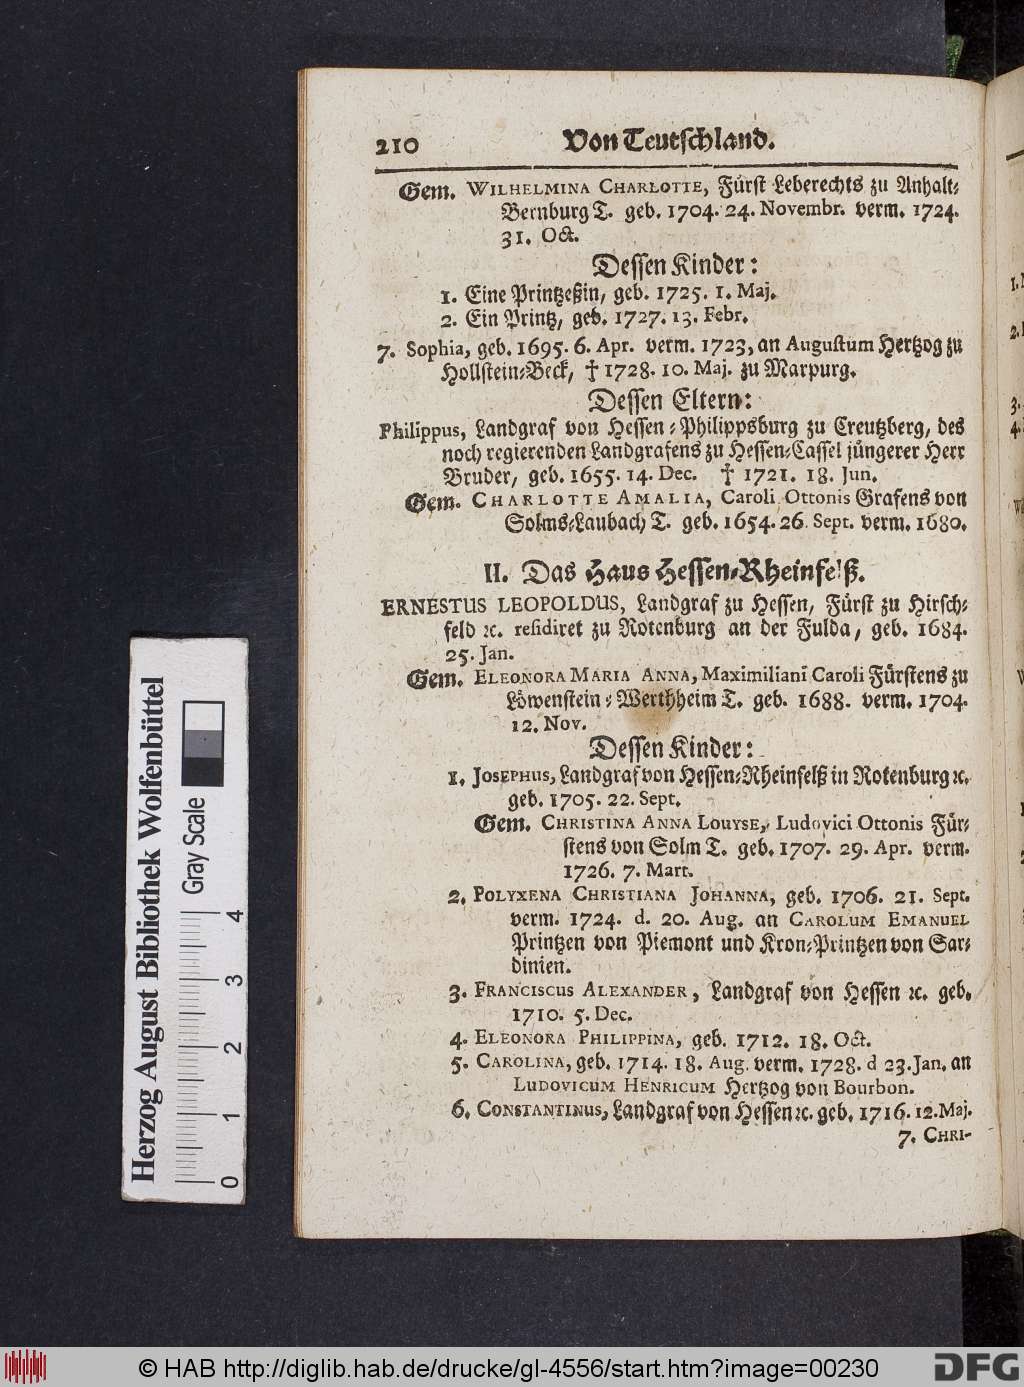 210 Von Teutschland.
Gem. WILHELMINA CHARLOTTE, Fürst Leberechts zu Anhalt-
Bernburg T. geb. 1704. 24. Novembr. verm. 1724.
31. Oct.
Dessen Kinder:
1. Eine Printzeßin, geb. 1725. 1. Maj.
2. Ein Printz, geb. 1727. 13. Febr.
7. Sophia, geb. 1695. 6. Apr. verm. 1723, an Augustum Hertzog zu
Hollstein-Beck, † 1728. 10. Maj. zu Marpurg.
Dessen Eltern:
Philippus, Landgraf von Hessen-Philippsburg zu Creutzberg, des
noch regierenden Landgrafens zu Hessen-Cassel jüngerer Herr
Bruder, geb. 1655. 14. Dec. † 1721. 18. Jun.
Gem. CHARLOTTE AMALIA, Caroli Ottonis Grafens von
Solms-Laubach T. geb. 1654. 26. Sept. verm. 1680.
II. Das Haus Hessen-Rheinfelß.
ERNESTUS LEOPOLDUS, Landgraf zu Hessen, Fürst zu Hirsch-
feld ꝛc. residiret zu Rotenburg an der Fulda, geb. 1684.
25. Jan.
Gem. ELEONORA MARIA ANNA, Maximiliani Caroli Fürstens zu
Löwenstein-Werthheim T. geb. 1688. verm. 1704.
12. Nov.
Dessen Kinder:
1. JOSEPHUS, Landgraf von Hessen-Rheinfelß in Rotenburg ꝛc.
geb. 1705. 22. Sept.
Gem. CHRISTINA ANNA LOUYSE, Ludovici Ottonis Für-
stens von Solm T. geb. 1707. 29. Apr. verm.
1726. 7. Mart.
2. POLYXENA CHRISTIANA JOHANNA, geb. 1706. 21. Sept.
verm. 1724. d. 20. Aug. an CAROLUM EMANUEL
Printzen von Piemont und Kron-Printzen von Sar-
dinien.
3. FRANCISCUS ALEXANDER, Landgraf von Hessen ꝛc. geb.
1710. 5. Dec.
4. ELEONORA PHILIPPINA, geb. 1712. 18. Oct.
5. CAROLINA, geb. 1714. 18. Aug. verm. 1728. d 23. Jan. an
LUDOVICUM HENRICUM Hertzog von Bourbon.
6. CONSTANTINUS, Landgraf von Hessen ꝛc. geb. 1716. 12. Maj.
7. CHRI-
Herzog August Bibliothek Wolfenbüttel
Gray Scale
0 1 2 3 4
© HAB http://diglib.hab.de/drucke/gl-4556/start.htm?image=00230
DFG